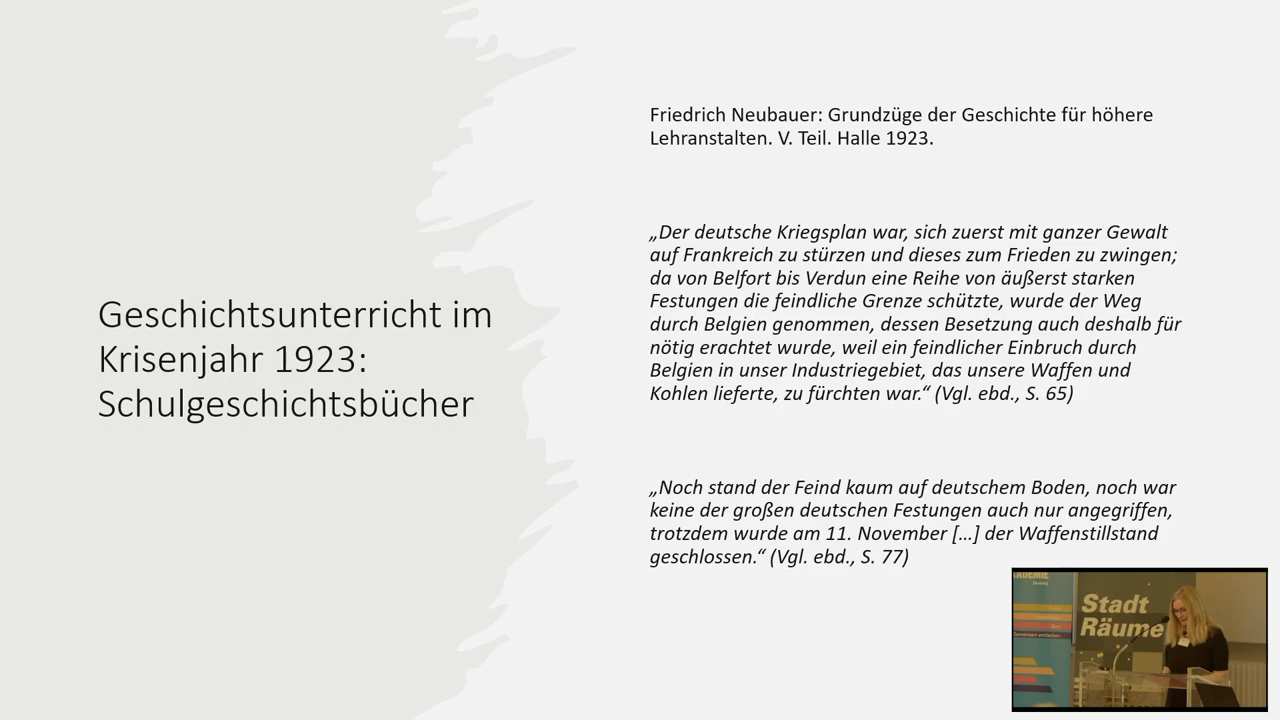 Geschichtsunterricht im
Krisenjahr 1923:
Schulgeschichtsbücher
Friedrich Neubauer: Grundzüge der Geschichte für höhere
Lehranstalten. V. Teil. Halle 1923.
„Der deutsche Kriegsplan war, sich zuerst mit ganzer Gewalt
auf Frankreich zu stürzen und dieses zum Frieden zu zwingen;
da von Belfort bis Verdun eine Reihe von äußerst starken
Festungen die feindliche Grenze schützte, wurde der Weg
durch Belgien genommen, dessen Besetzung auch deshalb für
nötig erachtet wurde, weil ein feindlicher Einbruch durch
Belgien in unser Industriegebiet, das unsere Waffen und
Kohlen lieferte, zu fürchten war.“ (Vgl. ebd., S. 65)
„Noch stand der Feind kaum auf deutschem Boden, noch war
keine der großen deutschen Festungen auch nur angegriffen,
trotzdem wurde am 11. November […] der Waffenstillstand
geschlossen.“ (Vgl. ebd., S. 77)
Stadt
Räume